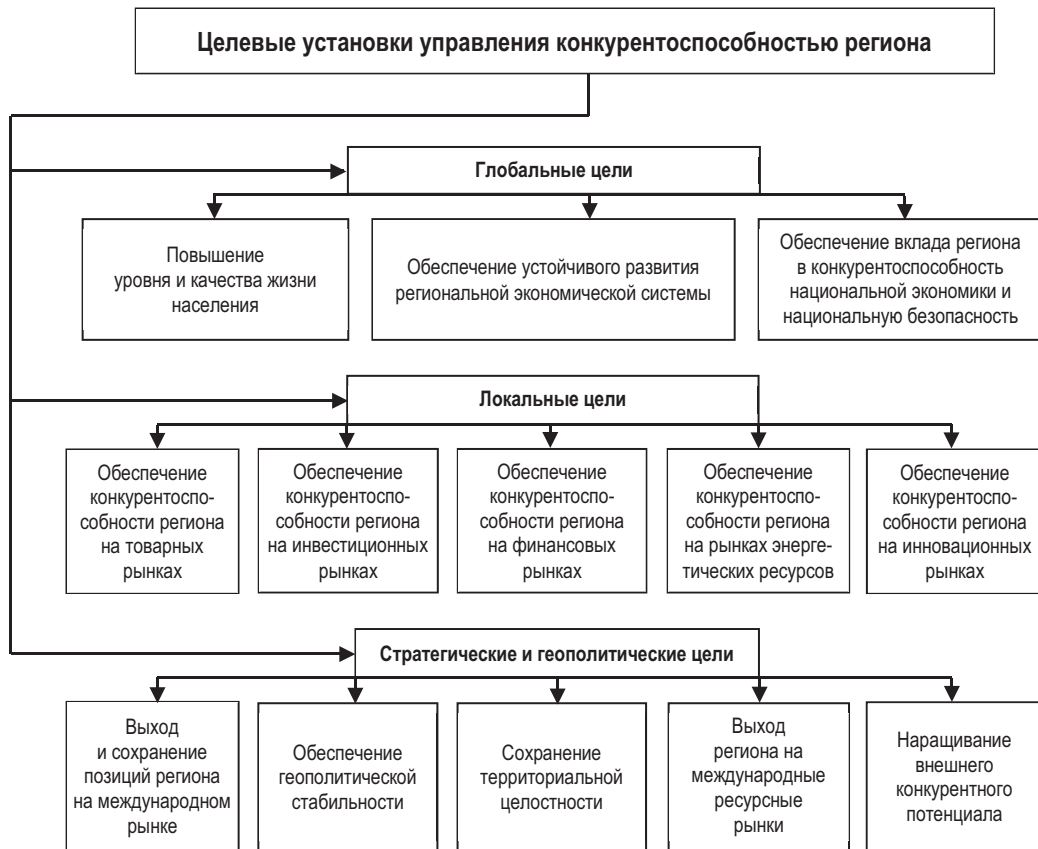 Целевые установки управления конкурентоспособностью региона
Глобальные цели
Повышение
уровня и качества жизни
населения
Обеспечение устойчивого развития
региональной экономической системы
Обеспечение вклада региона
в конкурентоспособность
национальной экономики и
национальную безопасность
Локальные цели
Обеспечение
конкурентоспо-
собности региона
на товарных
рынках
Обеспечение
конкурентоспо-
собности региона
на инвестиционных
рынках
Обеспечение
конкурентоспо-
собности региона
на финансовых
рынках
Обеспечение
конкурентоспо-
собности региона
на рынках энерге-
тических ресурсов
Обеспечение
конкурентоспо-
собности региона
на инновационных
рынках
Стратегические и геополитические цели
Выход
и сохранение
позиций региона
на международном
рынке
Обеспечение
геополитической
стабильности
Сохранение
территориальной
целостности
Выход
региона на
международные
ресурсные
рынки
Наращивание
внешнего
конкурентного
потенциала